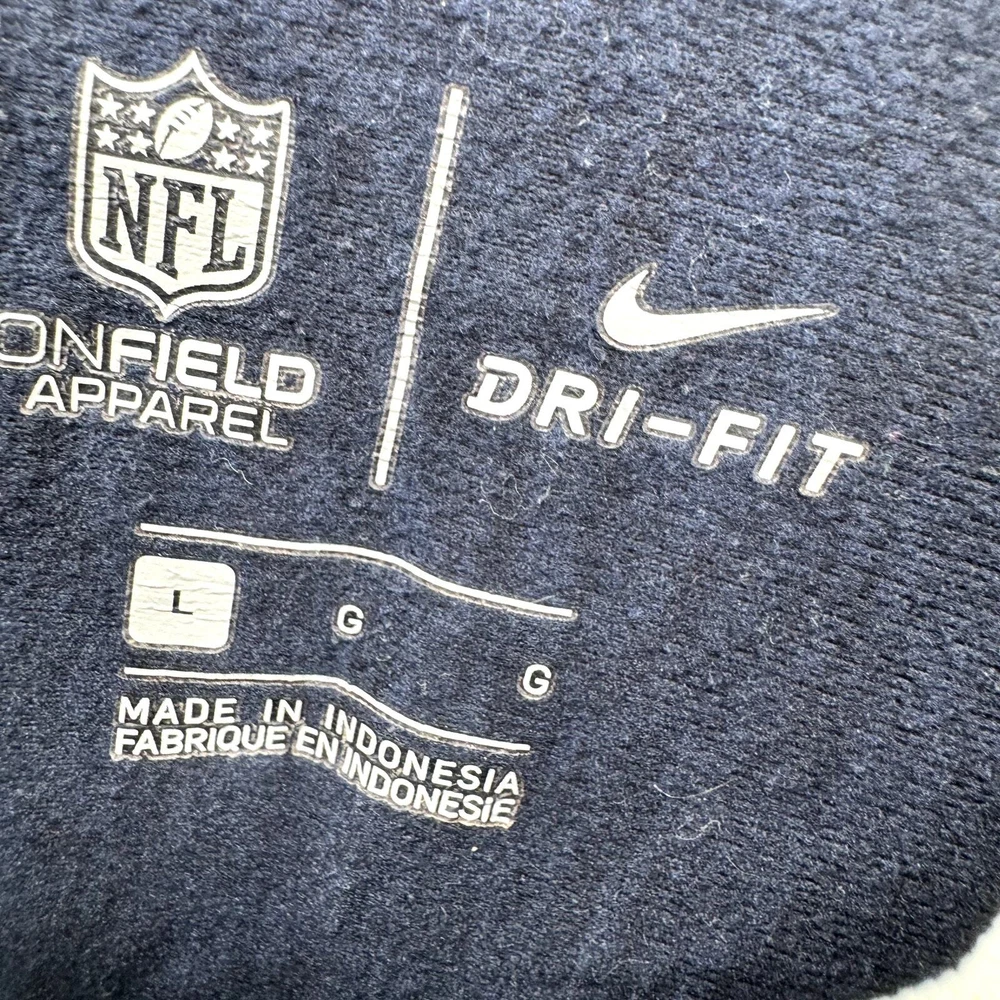 NFL
ONFIELD
APPAREL
DRI-FIT
L G G
MADE IN INDONESIA
FABRIQUE EN INDONESIE